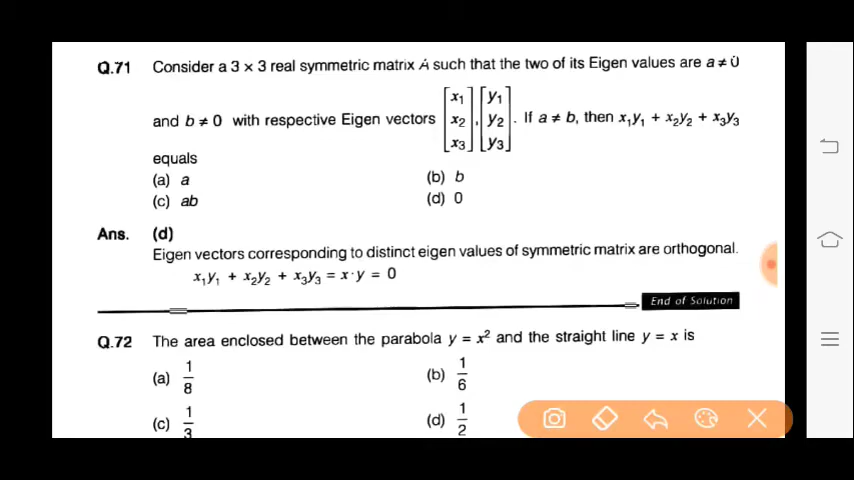 Q.71 Consider a 3 × 3 real symmetric matrix A such that the two of its Eigen values are a ≠ 0
and b ≠ 0 with respective Eigen vectors [x₁ x₂ x₃], [y₁ y₂ y₃]. If a ≠ b, then x₁y₁ + x₂y₂ + x₃y₃
equals
(a) a (b) b
(c) ab (d) 0
Ans. (d)
Eigen vectors corresponding to distinct eigen values of symmetric matrix are orthogonal.
x₁y₁ + x₂y₂ + x₃y₃ = x·y = 0
End of Solution
Q.72 The area enclosed between the parabola y = x² and the straight line y = x is
(a) 1/8 (b) 1/6
(c) 1/3 (d) 1/2